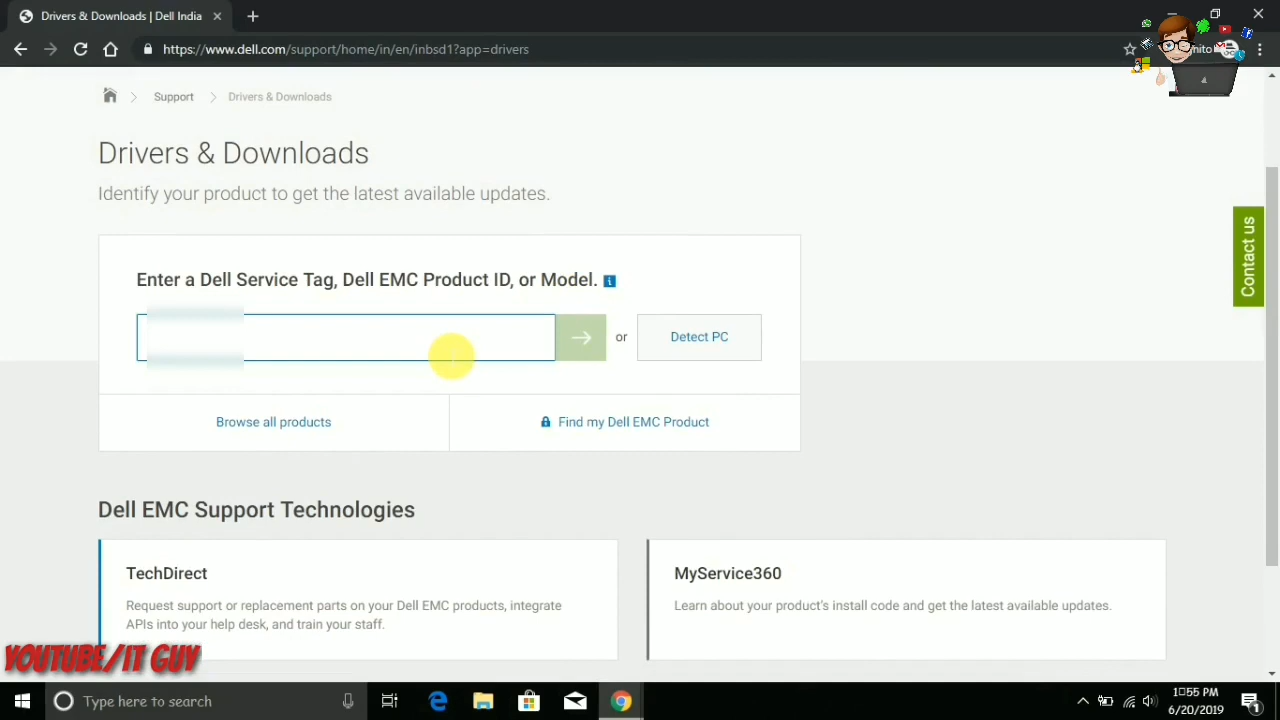 Drivers & Downloads | Dell India
https://www.dell.com/support/home/in/en/inbsd1?app=drivers
Support
Drivers & Downloads
Drivers & Downloads
Identify your product to get the latest available updates.
Contact us
Enter a Dell Service Tag, Dell EMC Product ID, or Model.
or
Detect PC
Browse all products
Find my Dell EMC Product
Dell EMC Support Technologies
TechDirect
Request support or replacement parts on your Dell EMC products, integrate
APIs into your help desk, and train your staff.
MyService360
Learn about your product's install code and get the latest available updates.
YOUTUBE/IT GUY
Type here to search
1:55 PM
6/20/2019
1